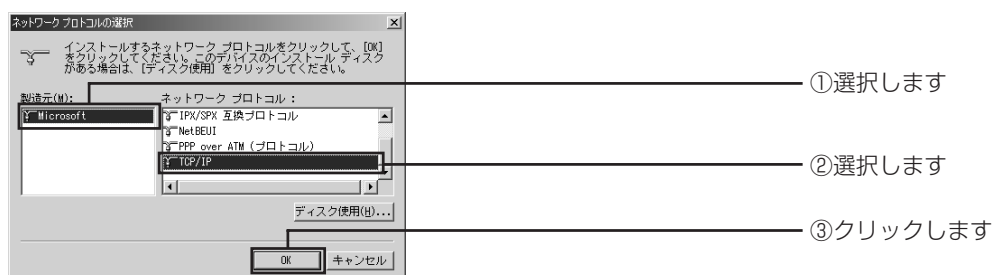 ネットワーク プロトコルの選択
インストールするネットワーク プロトコルをクリックして、[OK]
をクリックしてください。このデバイスのインストール ディスク
がある場合は、[ディスク使用] をクリックしてください。
製造元(M):
ネットワーク プロトコル :
Microsoft
IPX/SPX 互換プロトコル
NetBEUI
PPP over ATM (プロトコル)
TCP/IP
ディスク使用(H)...
OK
キャンセル
①選択します
②選択します
③クリックします